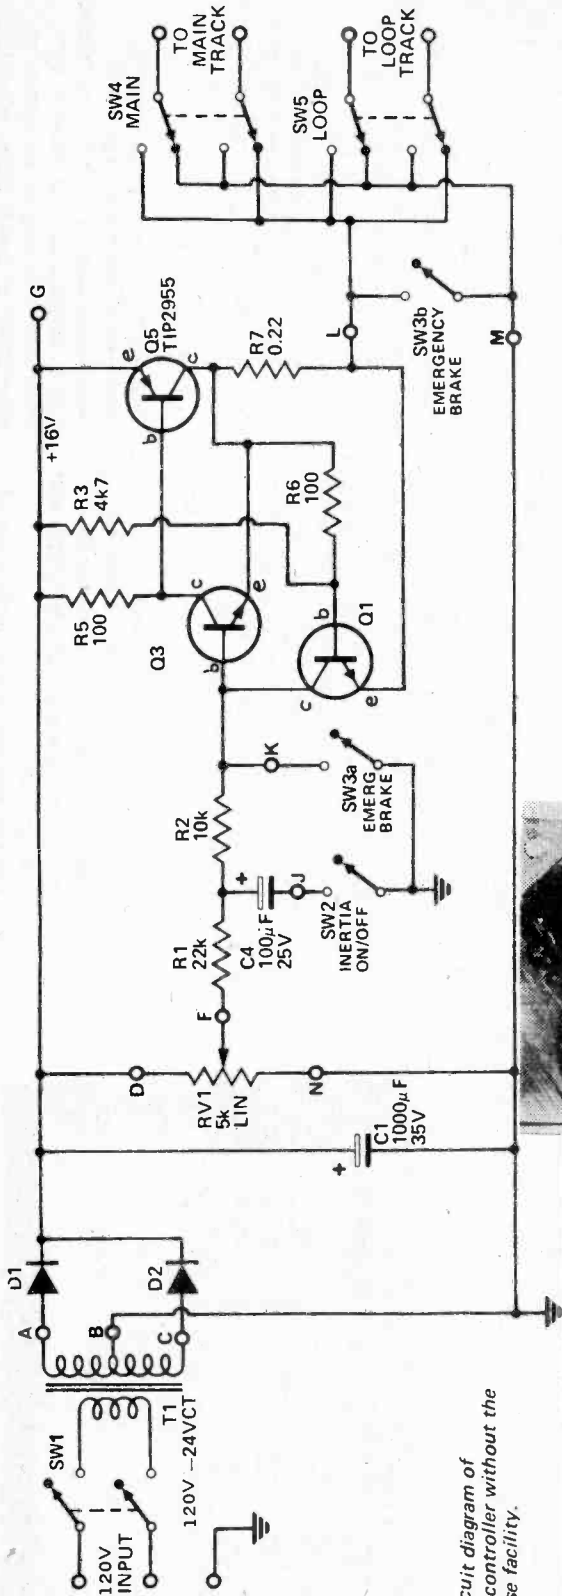 120V
INPUT
SW1
T1
120V –24VCT
A
B
C
D1
D2
C1
1000µF
35V
+
D
RV1
5k
LIN
N
F
R1
22k
+
C4
100µF
25V
J
SW2
INERTIA
ON/OFF
R2
10k
K
SW3a
EMERG
BRAKE
R5
100
R3
4k7
+16V
G
Q3
b
c
e
Q1
b
c
e
R6
100
Q5
TIP2955
e
b
c
R7
0.22
L
SW3b
EMERGENCY
BRAKE
M
SW4
MAIN
TO
MAIN
TRACK
SW5
LOOP
TO
LOOP
TRACK
diagram of
controller without the
facility.